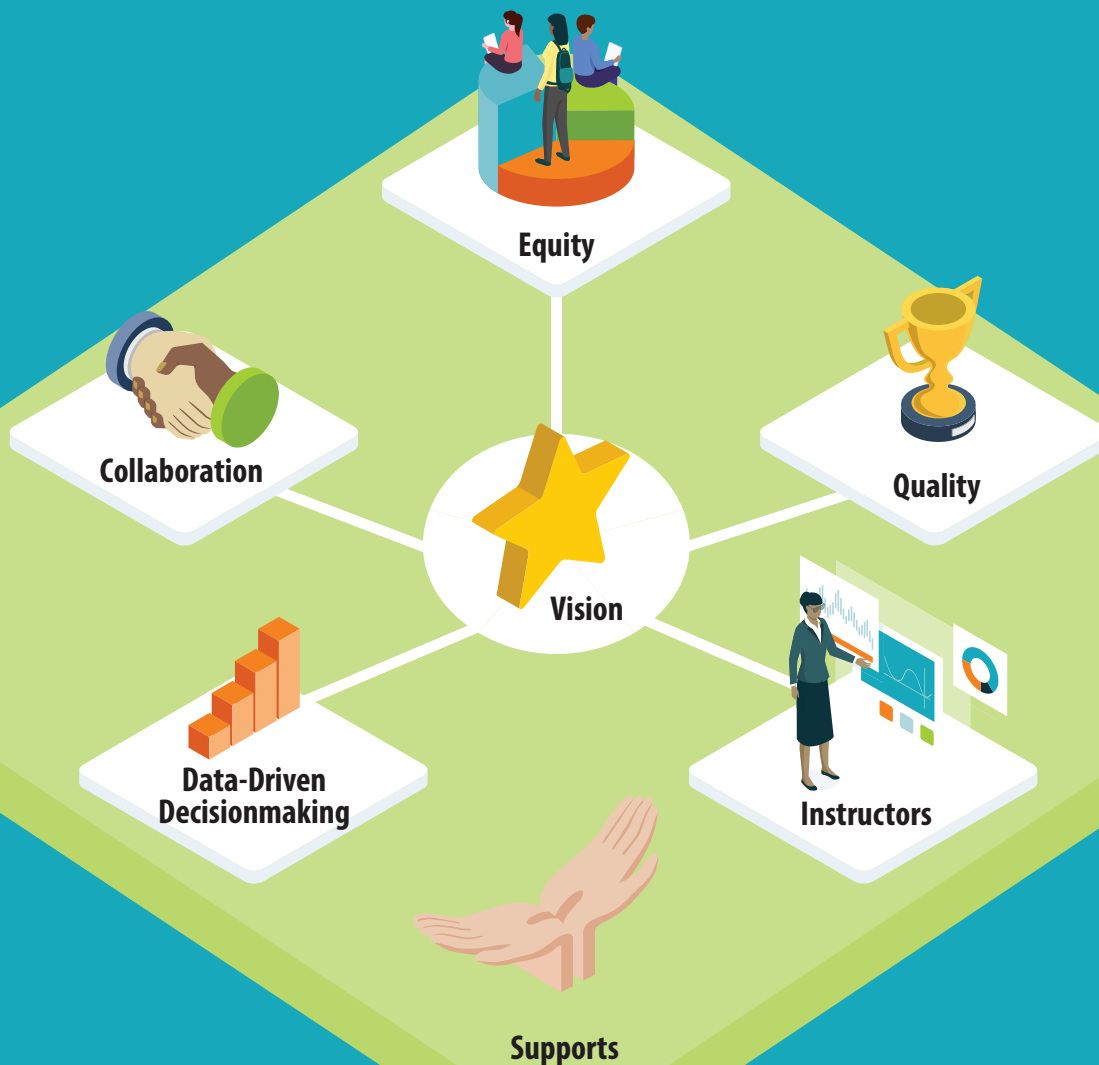 Equity
Collaboration
Quality
Vision
Data-Driven
Decisionmaking
Instructors
Supports